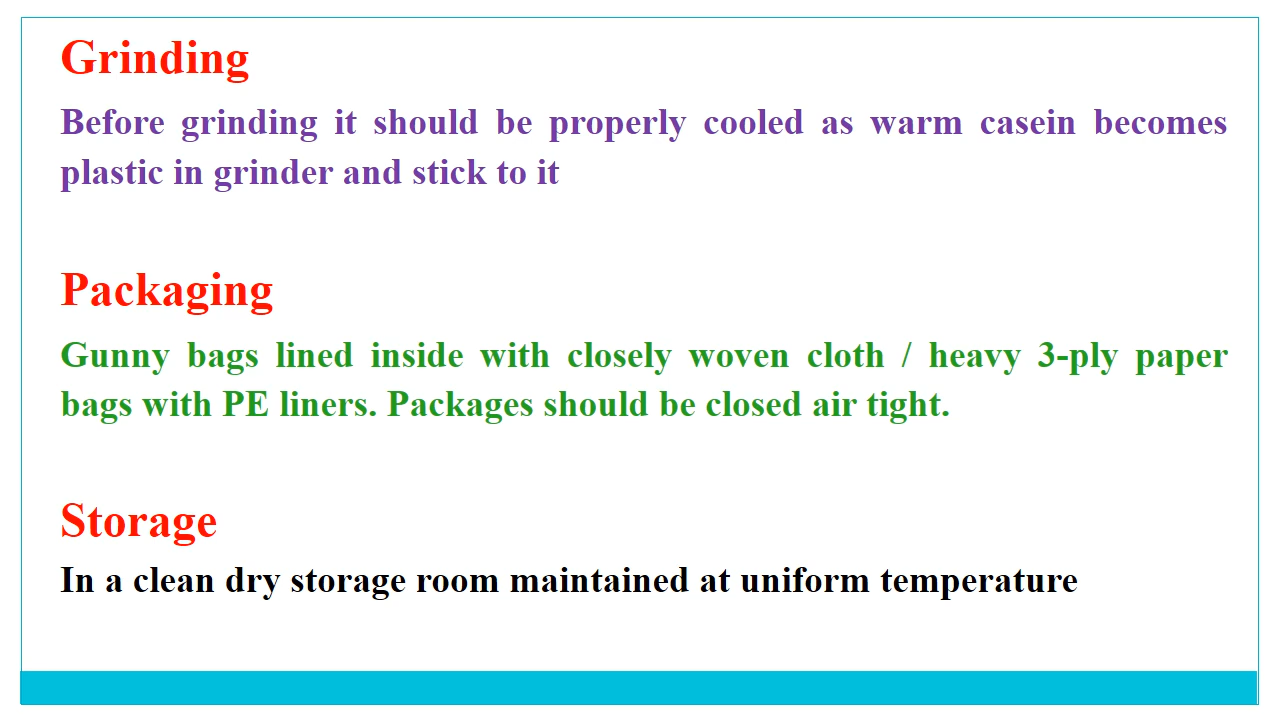 Grinding
Before grinding it should be properly cooled as warm casein becomes
plastic in grinder and stick to it
Packaging
Gunny bags lined inside with closely woven cloth / heavy 3-ply paper
bags with PE liners. Packages should be closed air tight.
Storage
In a clean dry storage room maintained at uniform temperature